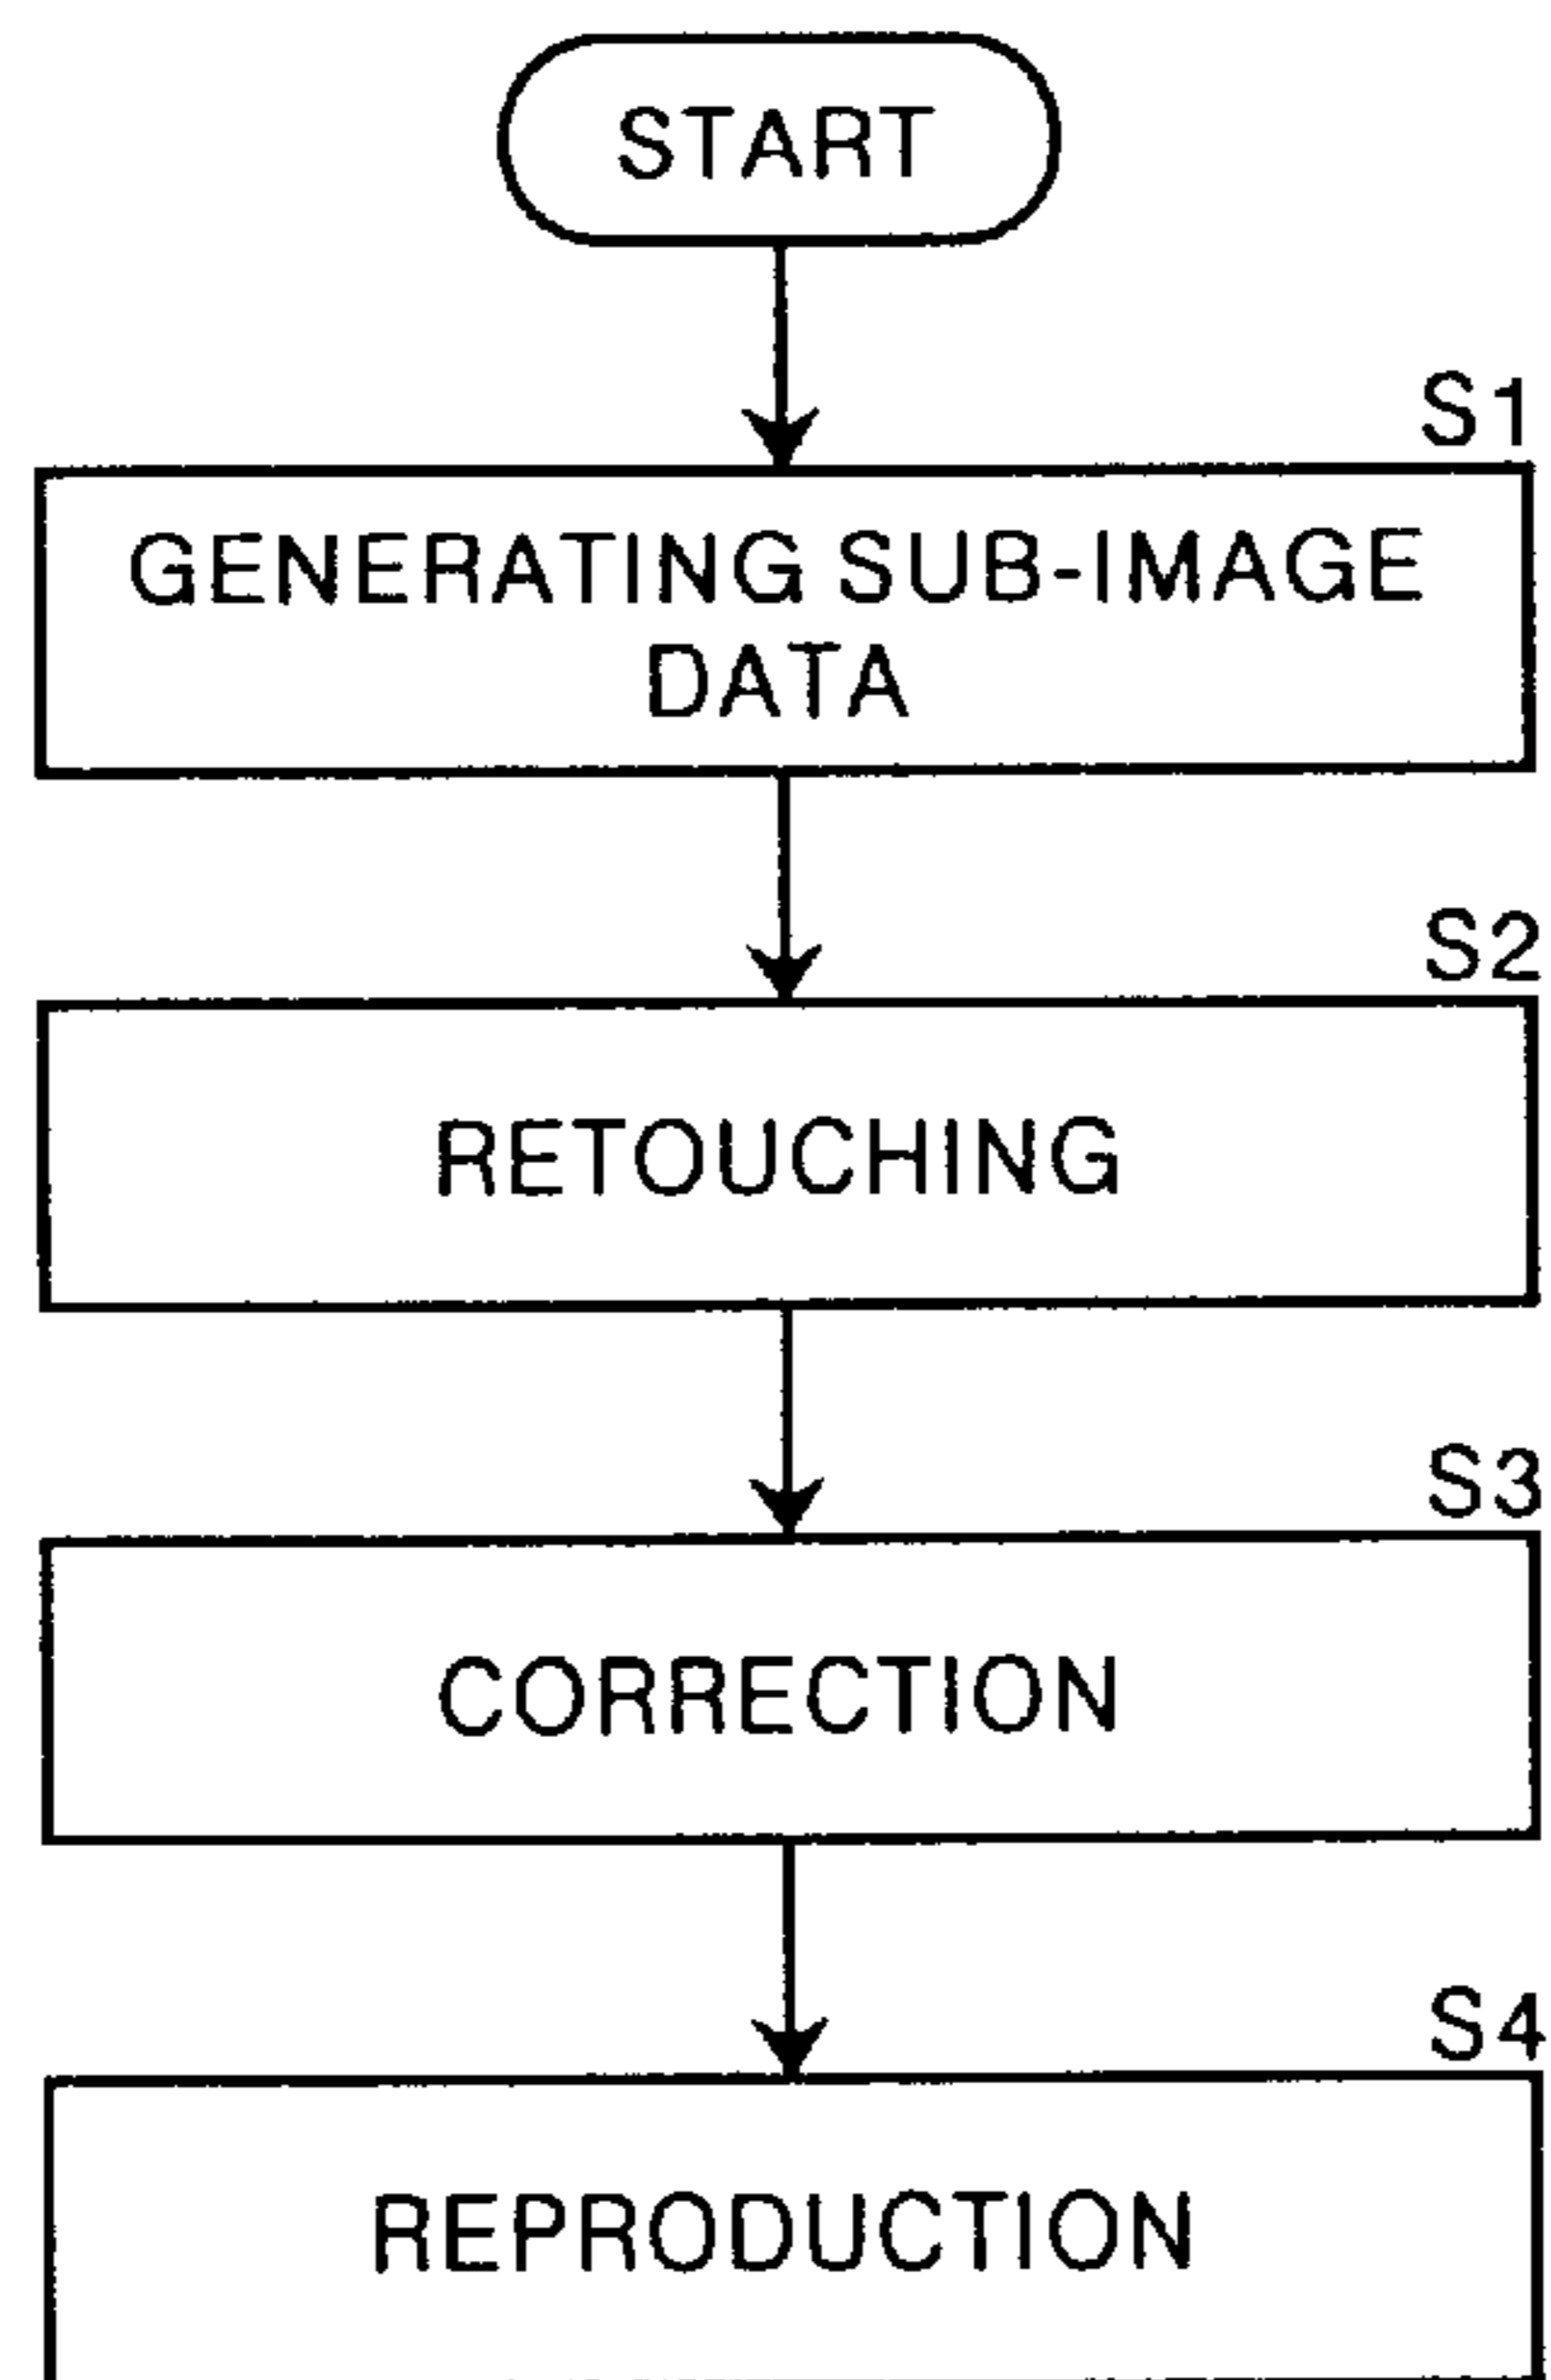 START
S1
GENERATING SUB-IMAGE
DATA
S2
RETOUCHING
S3
CORRECTION
S4
REPRODUCTION